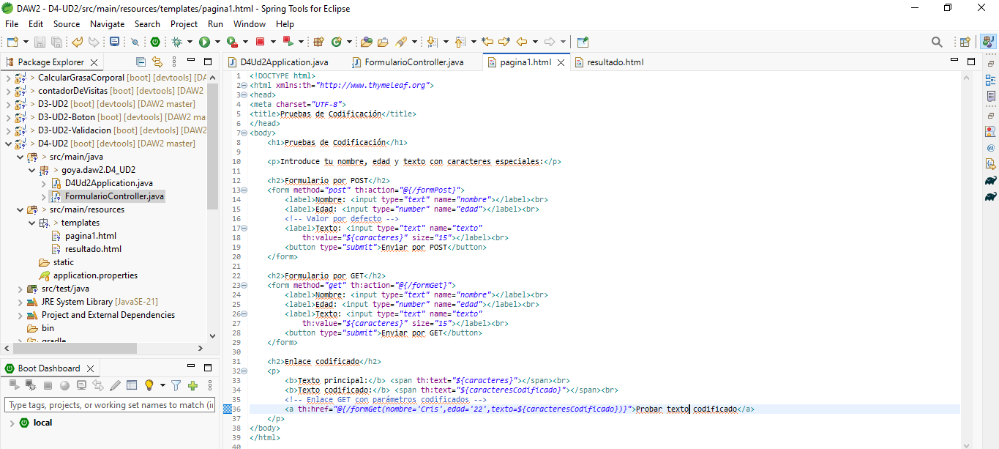 DAW2 - D4-UD2/src/main/resources/templates/pagina1.html - Spring Tools for Eclipse
File Edit Source Navigate Search Project Run Window Help
Package Explorer
> CalcularGrasaCorporal [boot] [devtools] [DA
> contadorDeVisitas [boot] [devtools] [DAW2
> D3-UD2 [boot] [devtools] [DAW2 master]
> D3-UD2-Boton [boot] [devtools] [DAW2 ma
> D3-UD2-Validacion [boot] [devtools] [DAW2
> D4-UD2 [boot] [devtools] [DAW2 master]
> src/main/java
> goya.daw2.D4_UD2
D4Ud2Application.java
FormularioController.java
> src/main/resources
> templates
pagina1.html
resultado.html
static
application.properties
src/test/java
JRE System Library [JavaSE-21]
Project and External Dependencies
bin
gradle
Boot Dashboard
Type tags, projects, or working set names to match (in
local
D4Ud2Application.java FormularioController.java pagina1.html resultado.html
1 <!DOCTYPE html>
2 <html xmlns:th="http://www.thymeleaf.org">
3 <head>
4 <meta charset="UTF-8">
5 <title>Pruebas de Codificación</title>
6 </head>
7 <body>
8 <h1>Pruebas de Codificación</h1>
9
10 <p>Introduce tu nombre, edad y texto con caracteres especiales:</p>
11
12 <h2>Formulario por POST</h2>
13 <form method="post" th:action="@{/formPost}">
14 <label>Nombre: <input type="text" name="nombre"></label><br>
15 <label>Edad: <input type="number" name="edad"></label><br>
16 <!-- Valor por defecto -->
17 <label>Texto: <input type="text" name="texto"
18 th:value="${caracteres}" size="15"></label><br>
19 <button type="submit">Enviar por POST</button>
20 </form>
21
22 <h2>Formulario por GET</h2>
23 <form method="get" th:action="@{/formGet}">
24 <label>Nombre: <input type="text" name="nombre"></label><br>
25 <label>Edad: <input type="number" name="edad"></label><br>
26 <label>Texto: <input type="text" name="texto"
27 th:value="${caracteres}" size="15"></label><br>
28 <button type="submit">Enviar por GET</button>
29 </form>
30
31 <h2>Enlace codificado</h2>
32 <p>
33 <b>Texto principal:</b> <span th:text="${caracteres}"></span><br>
34 <b>Texto codificado:</b> <span th:text="${caracteresCodificado}"></span><br>
35 <!-- Enlace GET con parámetros codificados -->
36 <a th:href="@{/formGet(nombre='Cris',edad='22',texto=${caracteresCodificado})}">Probar texto codificado</a>
37 </p>
38 </body>
39 </html>
40